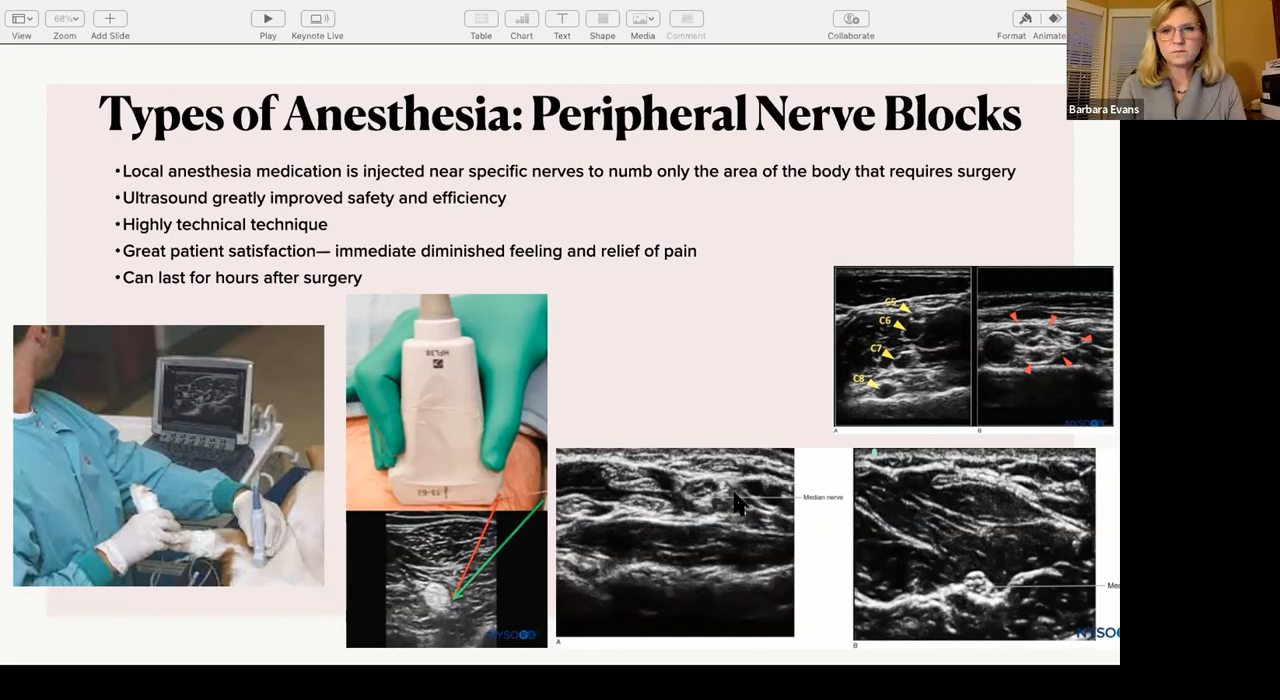 68%
View
Zoom
Add Slide
Play
Keynote Live
Table
Chart
Text
Shape
Media
Comment
Collaborate
Format
Animate
Barbara Evans
Types of Anesthesia: Peripheral Nerve Blocks
•Local anesthesia medication is injected near specific nerves to numb only the area of the body that requires surgery
•Ultrasound greatly improved safety and efficiency
•Highly technical technique
•Great patient satisfaction— immediate diminished feeling and relief of pain
•Can last for hours after surgery
HFL38
C5
C6
C7
C8
A
B
Median nerve
A
B